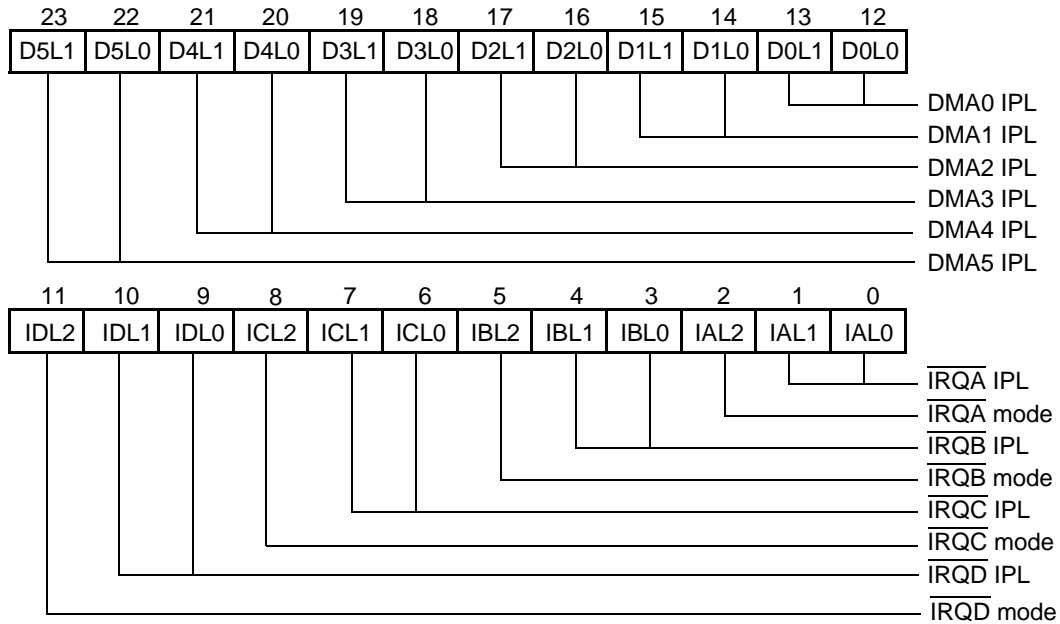 23 22 21 20 19 18 17 16 15 14 13 12
D5L1 D5L0 D4L1 D4L0 D3L1 D3L0 D2L1 D2L0 D1L1 D1L0 D0L1 D0L0
DMA0 IPL
DMA1 IPL
DMA2 IPL
DMA3 IPL
DMA4 IPL
DMA5 IPL
11 10 9 8 7 6 5 4 3 2 1 0
IDL2 IDL1 IDL0 ICL2 ICL1 ICL0 IBL2 IBL1 IBL0 IAL2 IAL1 IAL0
IRQA IPL
IRQA mode
IRQB IPL
IRQB mode
IRQC IPL
IRQC mode
IRQD IPL
IRQD mode